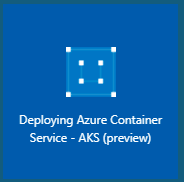 Deploying Azure Container
Service - AKS (preview)